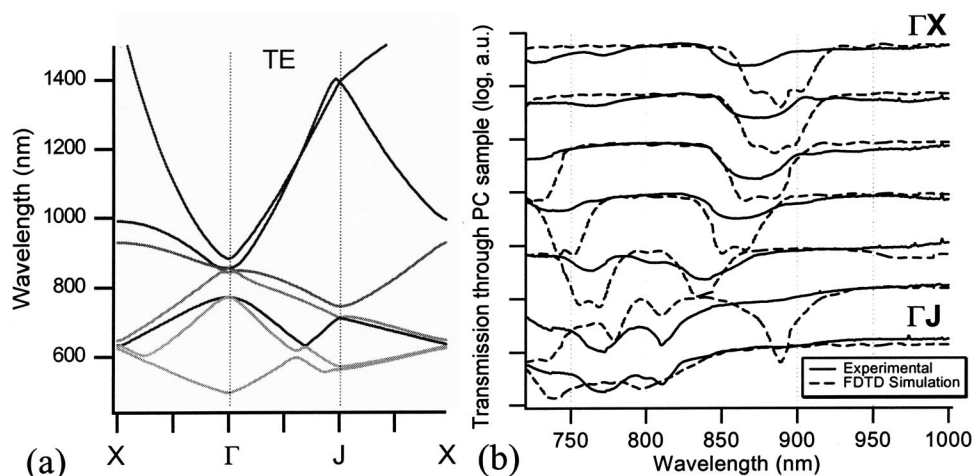 TE
Wavelength (nm)
1400
1200
1000
800
600
X Γ J X
(a)
ΓX
Transmission through PC sample (log, a.u.)
ΓJ
Experimental
FDTD Simulation
750 800 850 900 950 1000
Wavelength (nm)
(b)